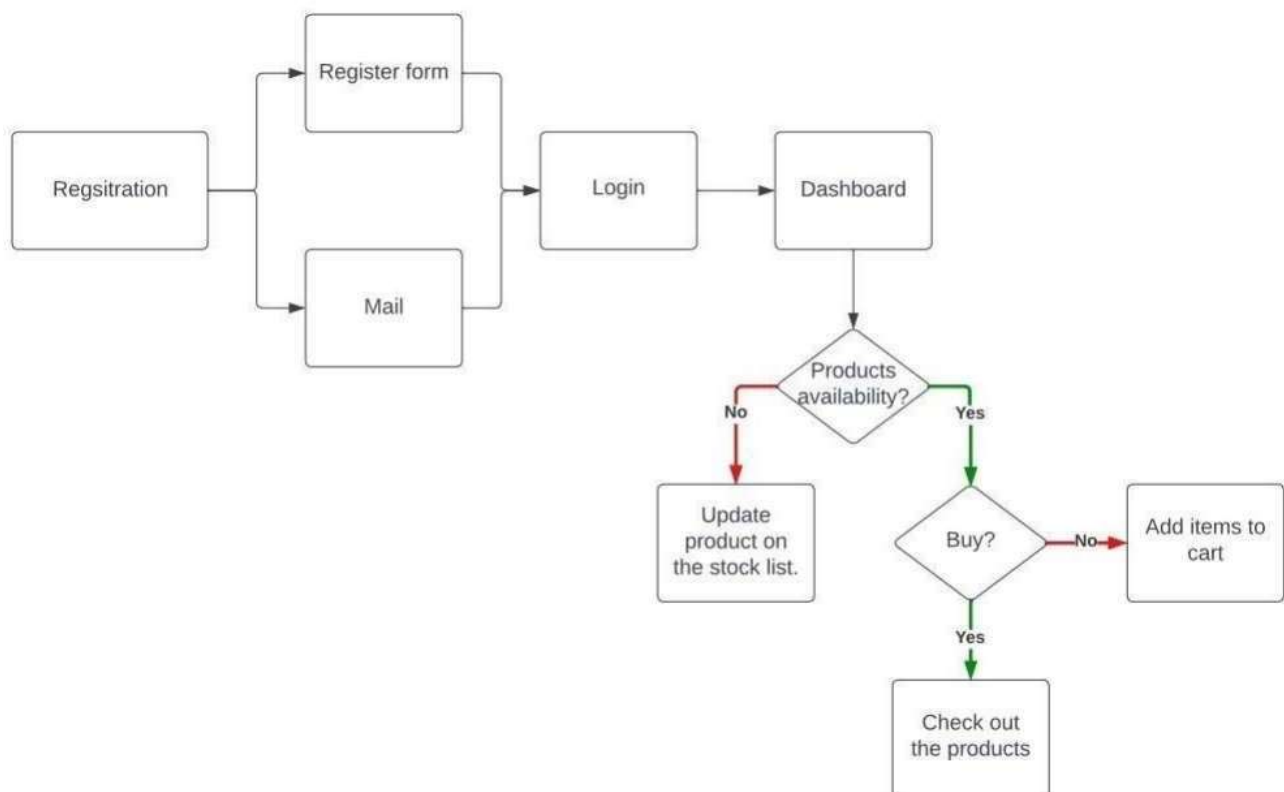 Register form
Regsitration
Login
Dashboard
Mail
Products
availability?
No
Yes
Update
product on
the stock list.
Buy?
No
Add items to
cart
Yes
Check out
the products